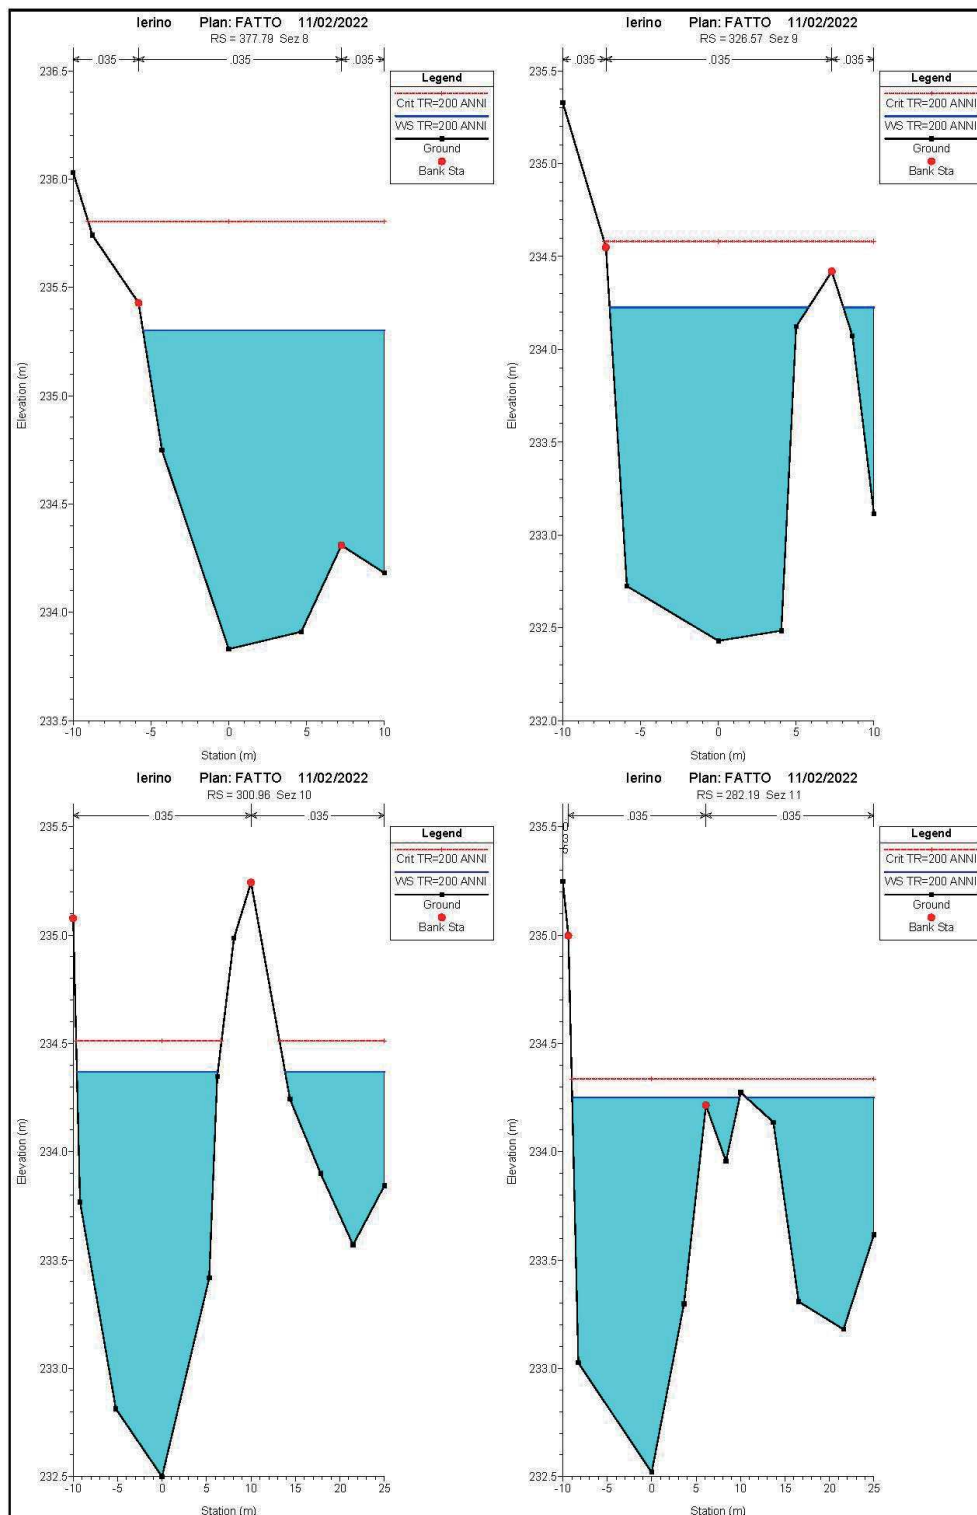 Ierino Plan: FATTO 11/02/2022
RS = 377.79 Sez 8
.035 .035 .035
Legend
Crit TR=200 ANNI
WS TR=200 ANNI
Ground
Bank Sta
236.5
236.0
235.5
235.0
234.5
234.0
233.5
Elevation (m)
-10 -5 0 5 10
Station (m)
Ierino Plan: FATTO 11/02/2022
RS = 326.57 Sez 9
.035 .035 .035
Legend
Crit TR=200 ANNI
WS TR=200 ANNI
Ground
Bank Sta
235.5
235.0
234.5
234.0
233.5
233.0
232.5
232.0
Elevation (m)
-10 -5 0 5 10
Station (m)
Ierino Plan: FATTO 11/02/2022
RS = 300.96 Sez 10
.035 .035
Legend
Crit TR=200 ANNI
WS TR=200 ANNI
Ground
Bank Sta
235.5
235.0
234.5
234.0
233.5
233.0
232.5
Elevation (m)
-10 -5 0 5 10 15 20 25
Station (m)
Ierino Plan: FATTO 11/02/2022
RS = 282.19 Sez 11
.035 .035
Legend
Crit TR=200 ANNI
WS TR=200 ANNI
Ground
Bank Sta
235.5
235.0
234.5
234.0
233.5
233.0
232.5
Elevation (m)
-10 -5 0 5 10 15 20 25
Station (m)